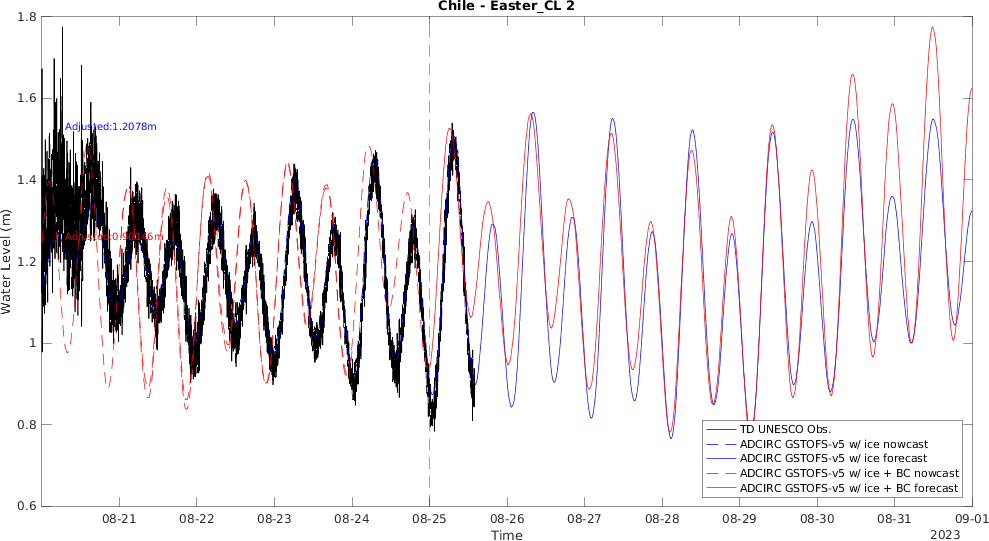 Chile - Easter_CL 2
1.8
1.6
1.4
1.2
1
0.8
0.6
Water Level (m)
Adjusted:1.2078m
TD UNESCO Obs.
ADCIRC GSTOFS-v5 w/ ice nowcast
ADCIRC GSTOFS-v5 w/ ice forecast
ADCIRC GSTOFS-v5 w/ ice + BC nowcast
ADCIRC GSTOFS-v5 w/ ice + BC forecast
08-21 08-22 08-23 08-24 08-25 08-26 08-27 08-28 08-29 08-30 08-31 09-01
Time
2023